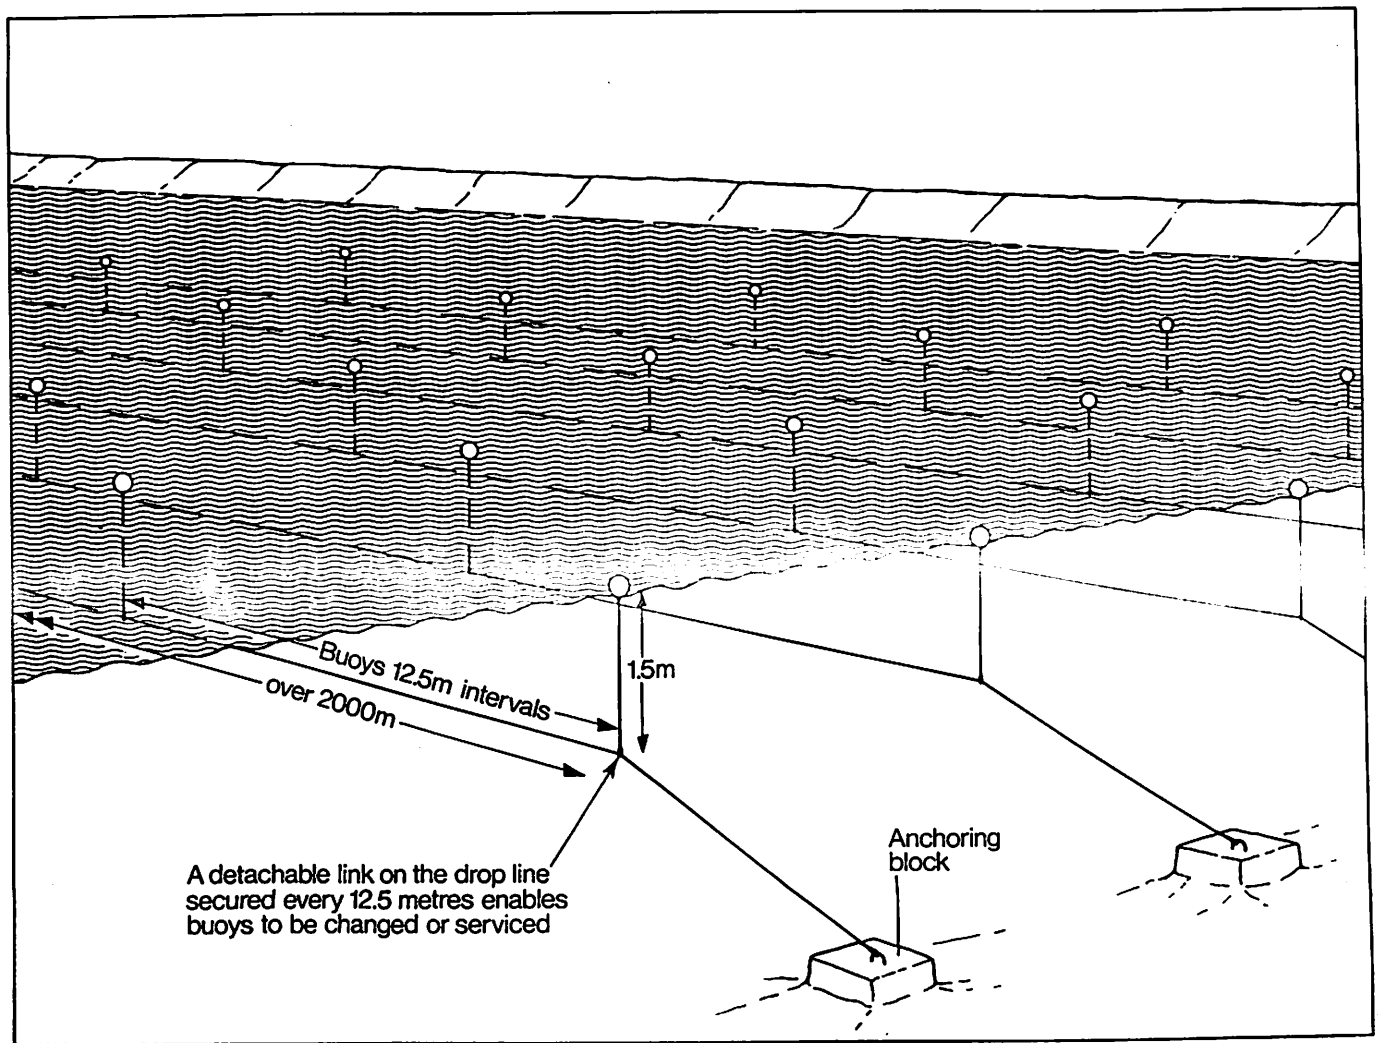 Buoys 12.5m intervals
over 2000m
1.5m
A detachable link on the drop line
secured every 12.5 metres enables
buoys to be changed or serviced
Anchoring
block